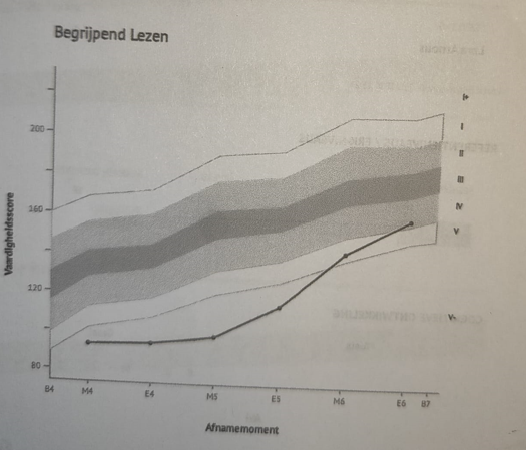 Begrijpend Lezen
I+
200
I
II
III
160
IV
V
Vaardigheidsscore
120
V-
80
B4 M4 E4 M5 E5 M6 E6 B7
Afnamemoment